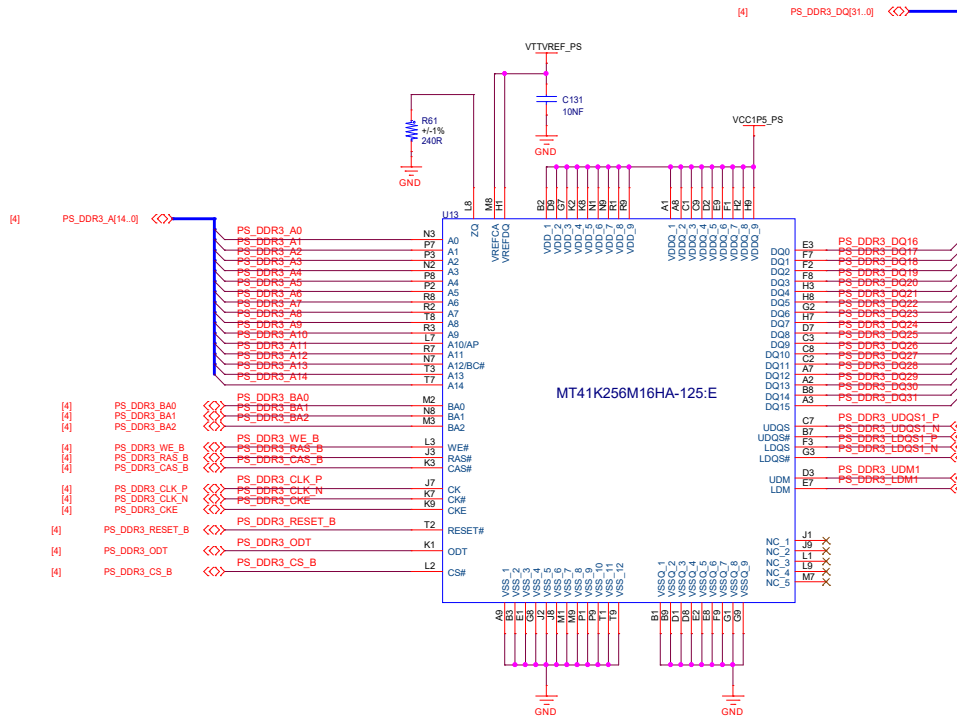 [4] PS_DDR3_DQ[31..0]
VTTVREF_PS
C131
10NF
GND
R61
+/-1%
240R
GND
VCC1P5_PS
[4] PS_DDR3_A[14..0]
U13
L8 M8 H1 B2 D9 G7 K2 K8 N1 N9 R1 R9 A1 A8 C1 C9 D2 E9 F1 H2 H9
ZQ VREFCA VREFDQ VDD_1 VDD_2 VDD_3 VDD_4 VDD_5 VDD_6 VDD_7 VDD_8 VDD_9 VDDQ_1 VDDQ_2 VDDQ_3 VDDQ_4 VDDQ_5 VDDQ_6 VDDQ_7 VDDQ_8 VDDQ_9
PS_DDR3_A0 N3 A0
PS_DDR3_A1 P7 A1
PS_DDR3_A2 P3 A2
PS_DDR3_A3 N2 A3
PS_DDR3_A4 P8 A4
PS_DDR3_A5 P2 A5
PS_DDR3_A6 R8 A6
PS_DDR3_A7 R2 A7
PS_DDR3_A8 T8 A8
PS_DDR3_A9 R3 A9
PS_DDR3_A10 L7 A10/AP
PS_DDR3_A11 R7 A11
PS_DDR3_A12 N7 A12/BC#
PS_DDR3_A13 T3 A13
PS_DDR3_A14 T7 A14
[4] PS_DDR3_BA0 PS_DDR3_BA0 M2 BA0
[4] PS_DDR3_BA1 PS_DDR3_BA1 N8 BA1
[4] PS_DDR3_BA2 PS_DDR3_BA2 M3 BA2
[4] PS_DDR3_WE_B PS_DDR3_WE_B L3 WE#
[4] PS_DDR3_RAS_B PS_DDR3_RAS_B J3 RAS#
[4] PS_DDR3_CAS_B PS_DDR3_CAS_B K3 CAS#
[4] PS_DDR3_CLK_P PS_DDR3_CLK_P J7 CK
[4] PS_DDR3_CLK_N PS_DDR3_CLK_N K7 CK#
[4] PS_DDR3_CKE PS_DDR3_CKE K9 CKE
[4] PS_DDR3_RESET_B PS_DDR3_RESET_B T2 RESET#
[4] PS_DDR3_ODT PS_DDR3_ODT K1 ODT
[4] PS_DDR3_CS_B PS_DDR3_CS_B L2 CS#
MT41K256M16HA-125:E
DQ0 E3 PS_DDR3_DQ16
DQ1 F7 PS_DDR3_DQ17
DQ2 F2 PS_DDR3_DQ18
DQ3 F8 PS_DDR3_DQ19
DQ4 H3 PS_DDR3_DQ20
DQ5 H8 PS_DDR3_DQ21
DQ6 G2 PS_DDR3_DQ22
DQ7 H7 PS_DDR3_DQ23
DQ8 D7 PS_DDR3_DQ24
DQ9 C3 PS_DDR3_DQ25
DQ10 C8 PS_DDR3_DQ26
DQ11 C2 PS_DDR3_DQ27
DQ12 A7 PS_DDR3_DQ28
DQ13 A2 PS_DDR3_DQ29
DQ14 B8 PS_DDR3_DQ30
DQ15 A3 PS_DDR3_DQ31
UDQS C7 PS_DDR3_UDQS1_P
UDQS# B7 PS_DDR3_UDQS1_N
LDQS F3 PS_DDR3_LDQS1_P
LDQS# G3 PS_DDR3_LDQS1_N
UDM D3 PS_DDR3_UDM1
LDM E7 PS_DDR3_LDM1
NC_1 J1
NC_2 J9
NC_3 L1
NC_4 L9
NC_5 M7
VSS_1 VSS_2 VSS_3 VSS_4 VSS_5 VSS_6 VSS_7 VSS_8 VSS_9 VSS_10 VSS_11 VSS_12 VSSQ_1 VSSQ_2 VSSQ_3 VSSQ_4 VSSQ_5 VSSQ_6 VSSQ_7 VSSQ_8 VSSQ_9
A9 B3 E1 G8 J2 J8 M1 M9 P1 P9 T1 T9 B1 B9 D1 D8 E2 E8 F9 G1 G9
GND GND